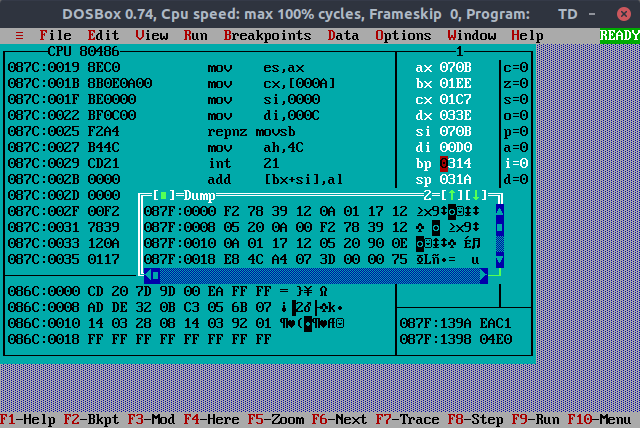 DOSBox 0.74, Cpu speed: max 100% cycles, Frameskip 0, Program: TD
≡ File Edit View Run Breakpoints Data Options Window Help READY
CPU 80486 1
087C:0019 8EC0 mov es,ax ax 070B c=0
087C:001B 8B0E0A00 mov cx,[000A] bx 01EE z=0
087C:001F BE0000 mov si,0000 cx 01C7 s=0
087C:0022 BF0C00 mov di,000C dx 033E o=0
087C:0025 F2A4 repnz movsb si 070B p=0
087C:0027 B44C mov ah,4C di 00D0 a=0
087C:0029 CD21 int 21 bp 0314 i=0
087C:002B 0000 add [bx+si],al sp 031A d=0
087C:002D 0000
[■]=Dump 2=[↑][↓]
087C:002F 00F2 087F:0000 F2 78 39 12 0A 01 17 12 ≥x9↕◙☺↨↕
087C:0031 7839 087F:0008 05 20 0A 00 F2 78 39 12 ♣ ◙ ≥x9↕
087C:0033 120A 087F:0010 0A 01 17 12 05 20 90 0E ◙☺↨↕♣ É♫
087C:0035 0117 087F:0018 E8 4C A4 07 3D 00 00 75 ΦLñ•= u
086C:0000 CD 20 7D 9D 00 EA FF FF = }¥ Ω
086C:0008 AD DE 32 0B C3 05 6B 07 ¡▐2♂├♣k•
086C:0010 14 03 28 08 14 03 92 01 ¶♥(◘¶♥Æ☺ 087F:139A EAC1
086C:0018 FF FF FF FF FF FF FF FF 087F:1398 04E0
F1-Help F2-Bkpt F3-Mod F4-Here F5-Zoom F6-Next F7-Trace F8-Step F9-Run F10-Menu